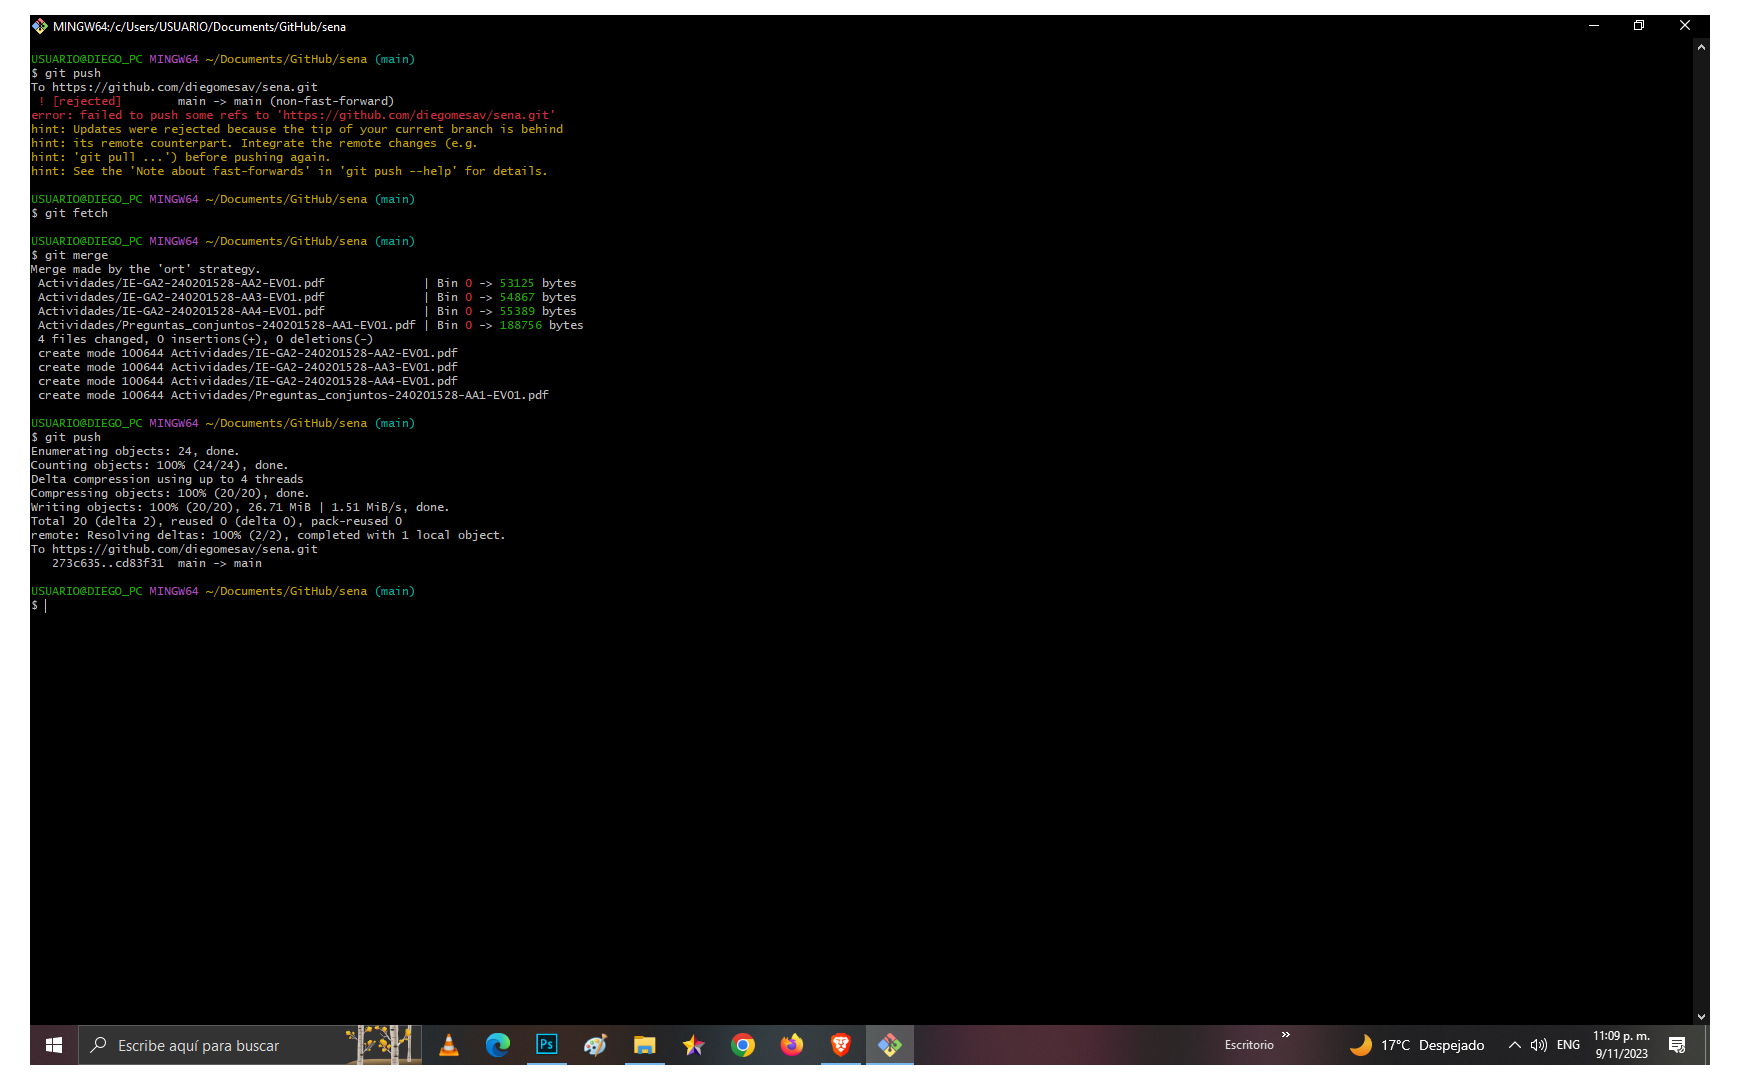 MINGW64:/c/Users/USUARIO/Documents/GitHub/sena
USUARIO@DIEGO_PC MINGW64 ~/Documents/GitHub/sena (main)
$ git push
To https://github.com/diegomesav/sena.git
 ! [rejected]        main -> main (non-fast-forward)
error: failed to push some refs to 'https://github.com/diegomesav/sena.git'
hint: Updates were rejected because the tip of your current branch is behind
hint: its remote counterpart. Integrate the remote changes (e.g.
hint: 'git pull ...') before pushing again.
hint: See the 'Note about fast-forwards' in 'git push --help' for details.
USUARIO@DIEGO_PC MINGW64 ~/Documents/GitHub/sena (main)
$ git fetch
USUARIO@DIEGO_PC MINGW64 ~/Documents/GitHub/sena (main)
$ git merge
Merge made by the 'ort' strategy.
 Actividades/IE-GA2-240201528-AA2-EV01.pdf              | Bin 0 -> 53125 bytes
 Actividades/IE-GA2-240201528-AA3-EV01.pdf              | Bin 0 -> 54867 bytes
 Actividades/IE-GA2-240201528-AA4-EV01.pdf              | Bin 0 -> 55389 bytes
 Actividades/Preguntas_conjuntos-240201528-AA1-EV01.pdf | Bin 0 -> 188756 bytes
 4 files changed, 0 insertions(+), 0 deletions(-)
 create mode 100644 Actividades/IE-GA2-240201528-AA2-EV01.pdf
 create mode 100644 Actividades/IE-GA2-240201528-AA3-EV01.pdf
 create mode 100644 Actividades/IE-GA2-240201528-AA4-EV01.pdf
 create mode 100644 Actividades/Preguntas_conjuntos-240201528-AA1-EV01.pdf
USUARIO@DIEGO_PC MINGW64 ~/Documents/GitHub/sena (main)
$ git push
Enumerating objects: 24, done.
Counting objects: 100% (24/24), done.
Delta compression using up to 4 threads
Compressing objects: 100% (20/20), done.
Writing objects: 100% (20/20), 26.71 MiB | 1.51 MiB/s, done.
Total 20 (delta 2), reused 0 (delta 0), pack-reused 0
remote: Resolving deltas: 100% (2/2), completed with 1 local object.
To https://github.com/diegomesav/sena.git
   273c635..cd83f31  main -> main
USUARIO@DIEGO_PC MINGW64 ~/Documents/GitHub/sena (main)
$
Escribe aquí para buscar
Ps
Escritorio
17°C Despejado
ENG
11:09 p. m.
9/11/2023